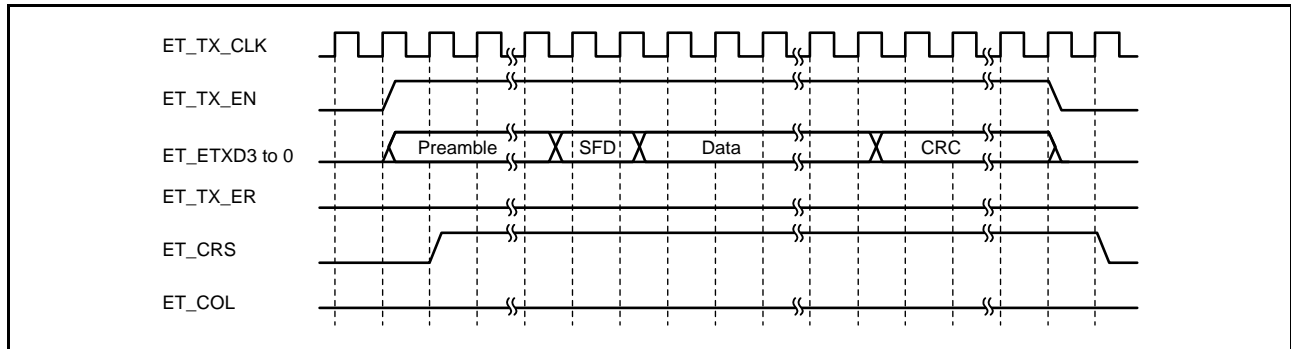 ET_TX_CLK
ET_TX_EN
ET_ETXD3 to 0 Preamble SFD Data CRC
ET_TX_ER
ET_CRS
ET_COL